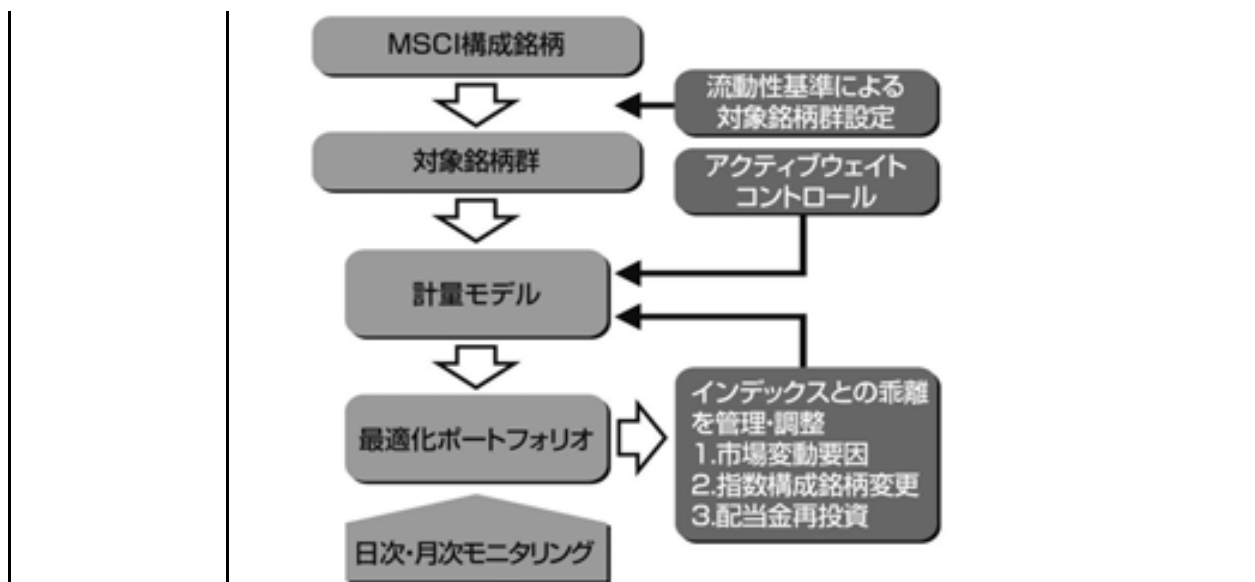 MSCI構成銘柄
流動性基準による
対象銘柄群設定
対象銘柄群
アクティブウェイト
コントロール
計量モデル
最適化ポートフォリオ
インデックスとの乖離
を管理・調整
1.市場変動要因
2.指数構成銘柄変更
3.配当金再投資
日次・月次モニタリング